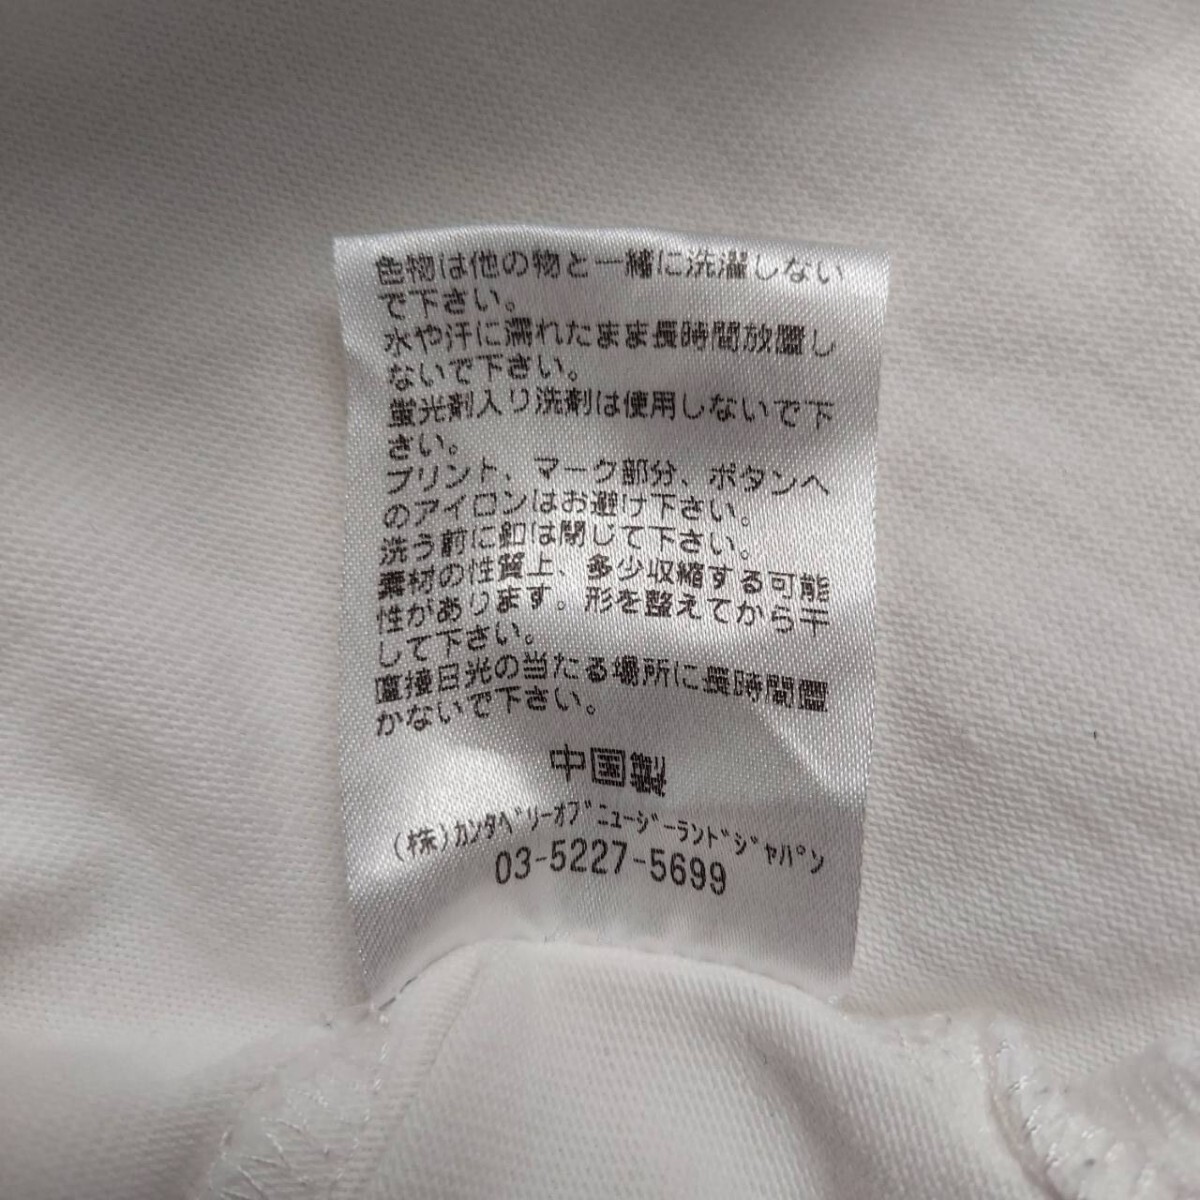 色物は他の物と一緒に洗濯しない
で下さい。
水や汗に濡れたまま長時間放置し
ないで下さい。
蛍光剤入り洗剤は使用しないで下
さい。
プリント、マーク部分、ボタンへ
のアイロンはお避け下さい。
洗う前に釦は閉じて下さい。
素材の性質上、多少収縮する可能
性があります。形を整えてから干
して下さい。
直接日光の当たる場所に長時間置
かないで下さい。
中国製
(株)ｶﾝﾀﾍﾞﾘｰｵﾌﾞﾆｭｰｼﾞｰﾗﾝﾄﾞｼﾞｬﾊﾟﾝ
03-5227-5699